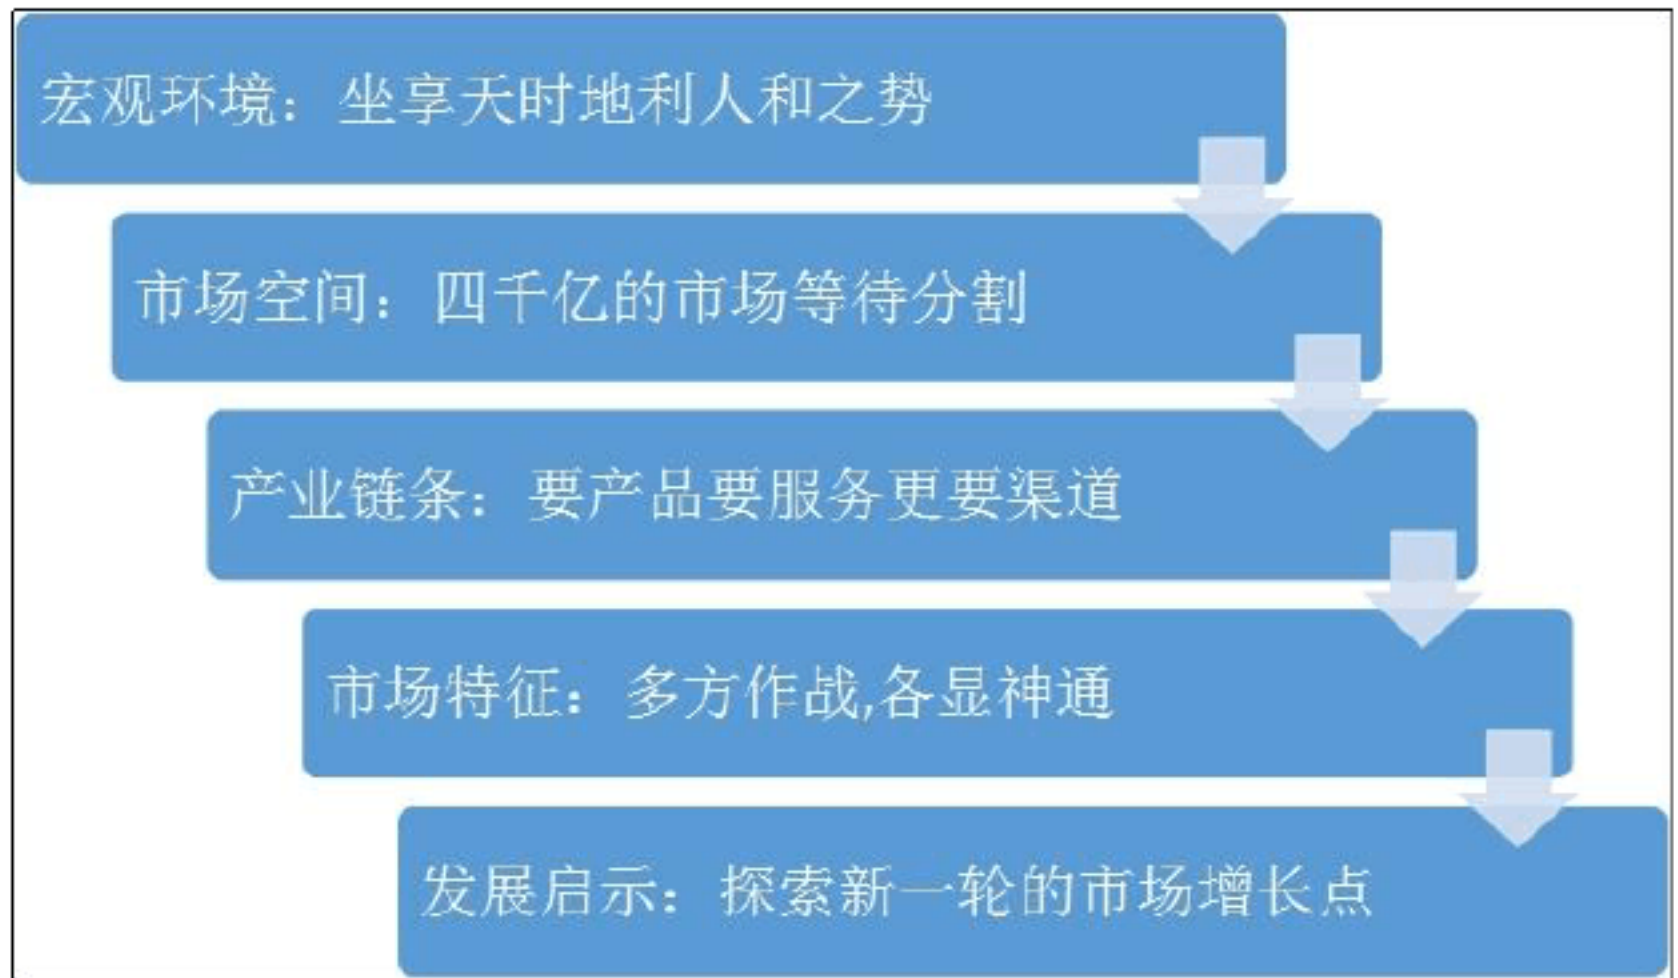 宏观环境：坐享天时地利人和之势
市场空间：四千亿的市场等待分割
产业链条：要产品要服务更要渠道
市场特征：多方作战,各显神通
发展启示：探索新一轮的市场增长点